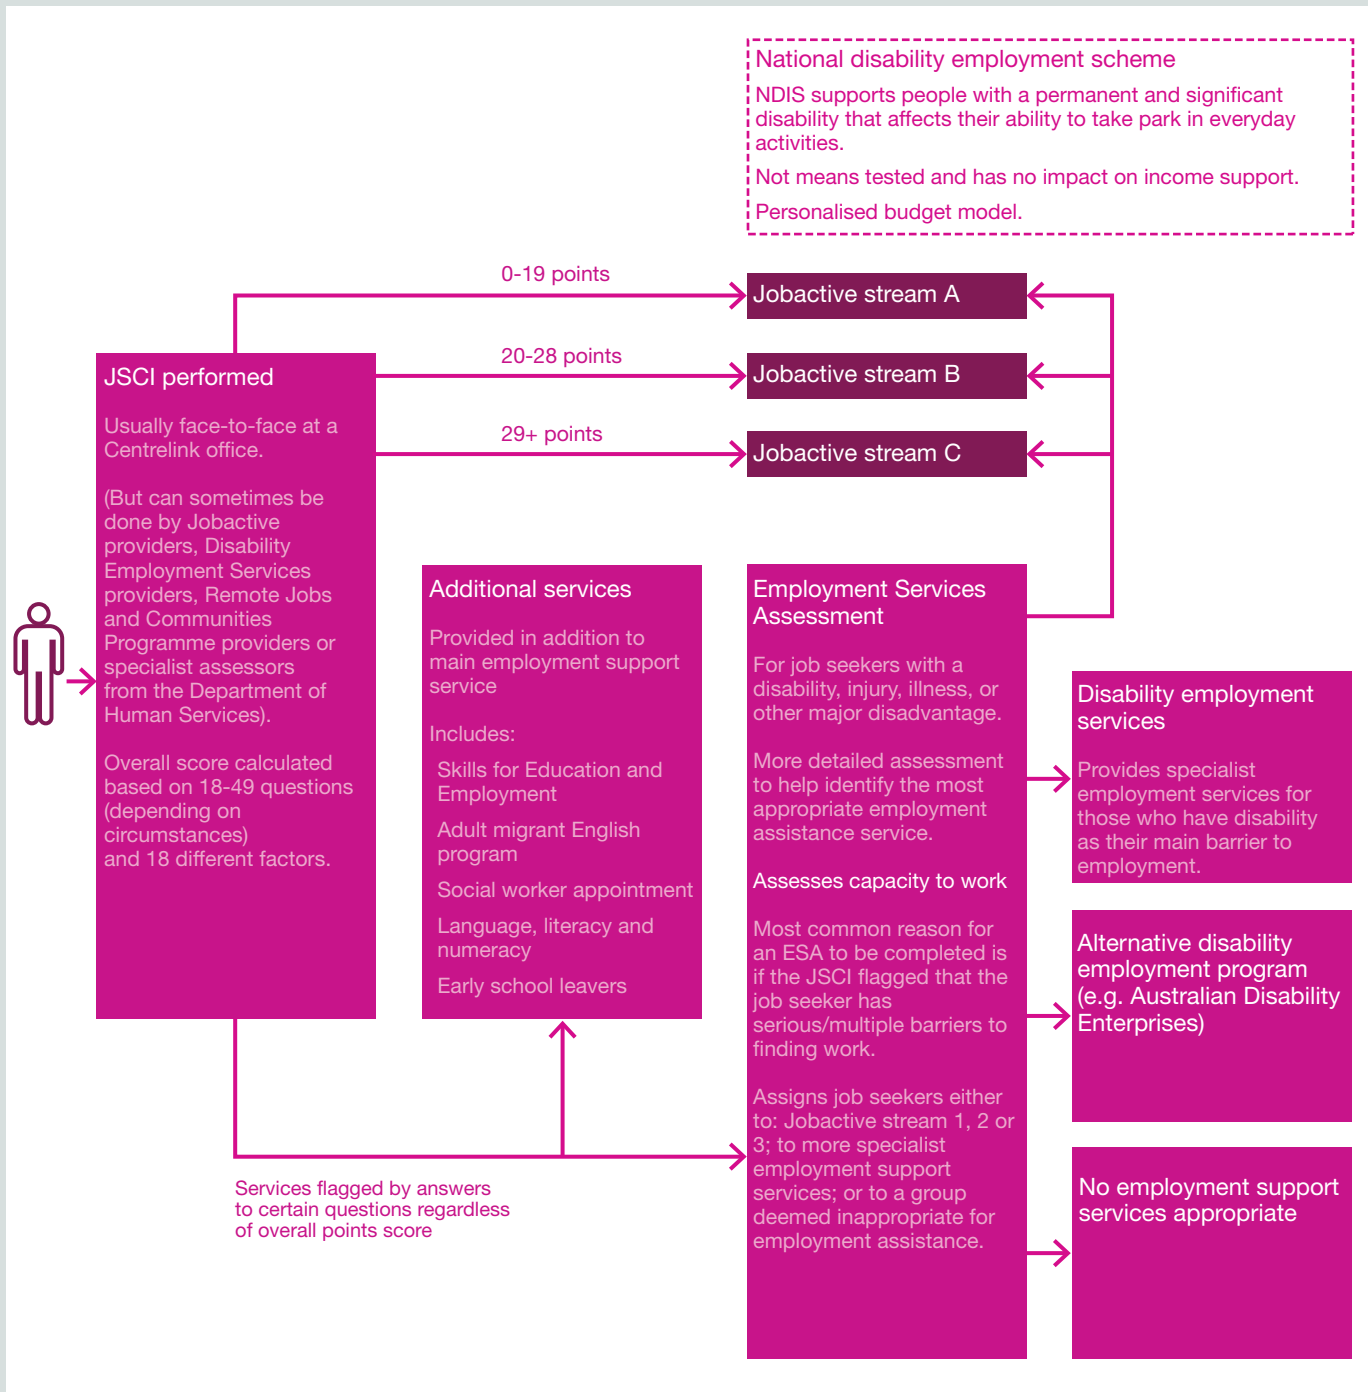 National disability employment scheme
NDIS supports people with a permanent and significant
disability that affects their ability to take park in everyday
activities.
Not means tested and has no impact on income support.
Personalised budget model.
0-19 points
Jobactive stream A
20-28 points
Jobactive stream B
29+ points
Jobactive stream C
JSCI performed
Usually face-to-face at a
Centrelink office.
(But can sometimes be
done by Jobactive
providers, Disability
Employment Services
providers, Remote Jobs
and Communities
Programme providers or
specialist assessors
from the Department of
Human Services).
Overall score calculated
based on 18-49 questions
(depending on
circumstances)
and 18 different factors.
Additional services
Provided in addition to
main employment support
service
Includes:
Skills for Education and
Employment
Adult migrant English
program
Social worker appointment
Language, literacy and
numeracy
Early school leavers
Services flagged by answers
to certain questions regardless
of overall points score
Employment Services
Assessment
For job seekers with a
disability, injury, illness, or
other major disadvantage.
More detailed assessment
to help identify the most
appropriate employment
assistance service.
Assesses capacity to work
Most common reason for
an ESA to be completed is
if the JSCI flagged that the
job seeker has
serious/multiple barriers to
finding work.
Assigns job seekers either
to: Jobactive stream 1, 2 or
3; to more specialist
employment support
services; or to a group
deemed inappropriate for
employment assistance.
Disability employment
services
Provides specialist
employment services for
those who have disability
as their main barrier to
employment.
Alternative disability
employment program
(e.g. Australian Disability
Enterprises)
No employment support
services appropriate